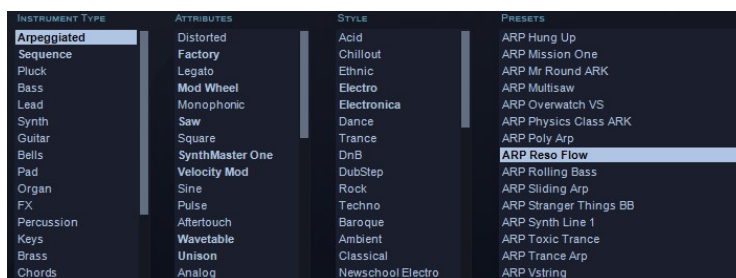 INSTRUMENT TYPE
Arpeggiated
Sequence
Pluck
Bass
Lead
Synth
Guitar
Bells
Pad
Organ
FX
Percussion
Keys
Brass
Chords
ATTRIBUTES
Distorted
Factory
Legato
Mod Wheel
Monophonic
Saw
Square
SynthMaster One
Velocity Mod
Sine
Pulse
Aftertouch
Wavetable
Unison
Analog
STYLE
Acid
Chillout
Ethnic
Electro
Electronica
Dance
Trance
DnB
DubStep
Rock
Techno
Baroque
Ambient
Classical
Newschool Electro
PRESETS
ARP Hung Up
ARP Mission One
ARP Mr Round ARK
ARP Multisaw
ARP Overwatch VS
ARP Physics Class ARK
ARP Poly Arp
ARP Reso Flow
ARP Rolling Bass
ARP Sliding Arp
ARP Stranger Things BB
ARP Synth Line 1
ARP Toxic Trance
ARP Trance Arp
ARP Vstring